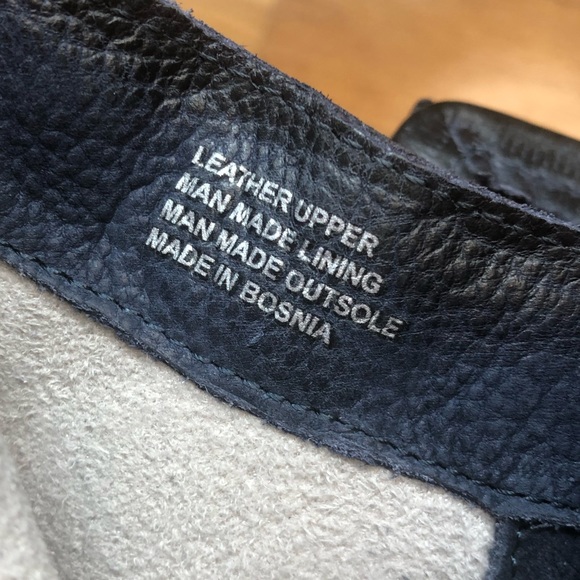 LEATHER UPPER
MAN MADE LINING
MAN MADE OUTSOLE
MADE IN BOSNIA